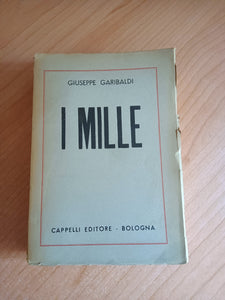 GIUSEPPE GARIBALDI
I MILLE
CAPPELLI EDITORE - BOLOGNA